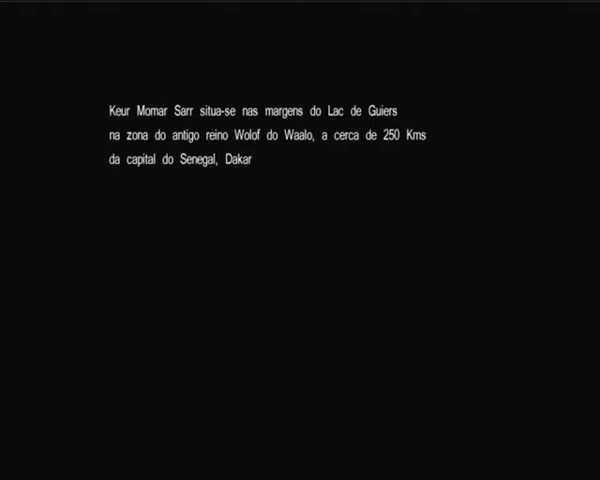 Keur Momar Sarr situa-se nas margens do Lac de Guiers
na zona do antigo reino Wolof do Waalo, a cerca de 250 Kms
da capital do Senegal, Dakar